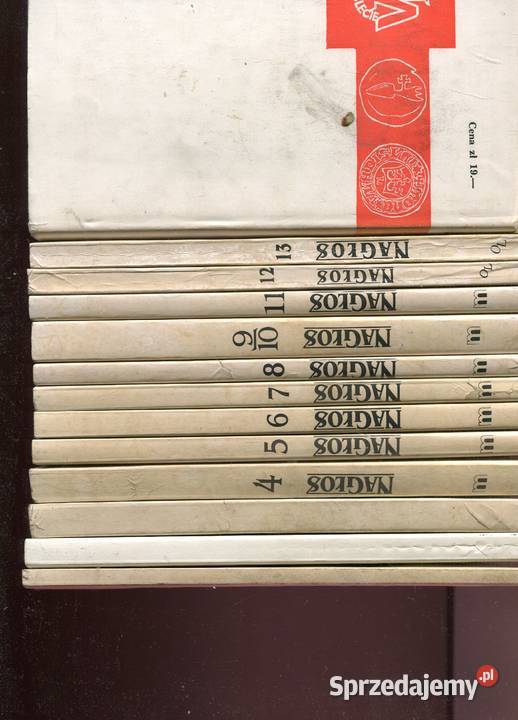 Cena zł 19.—
13 NAGŁOS
12 NAGŁOS
11 NAGŁOS m
9/10 NAGŁOS m
8 NAGŁOS m
7 NAGŁOS m
6 NAGŁOS m
5 NAGŁOS m
4 NAGŁOS m
Sprzedajemy.pl